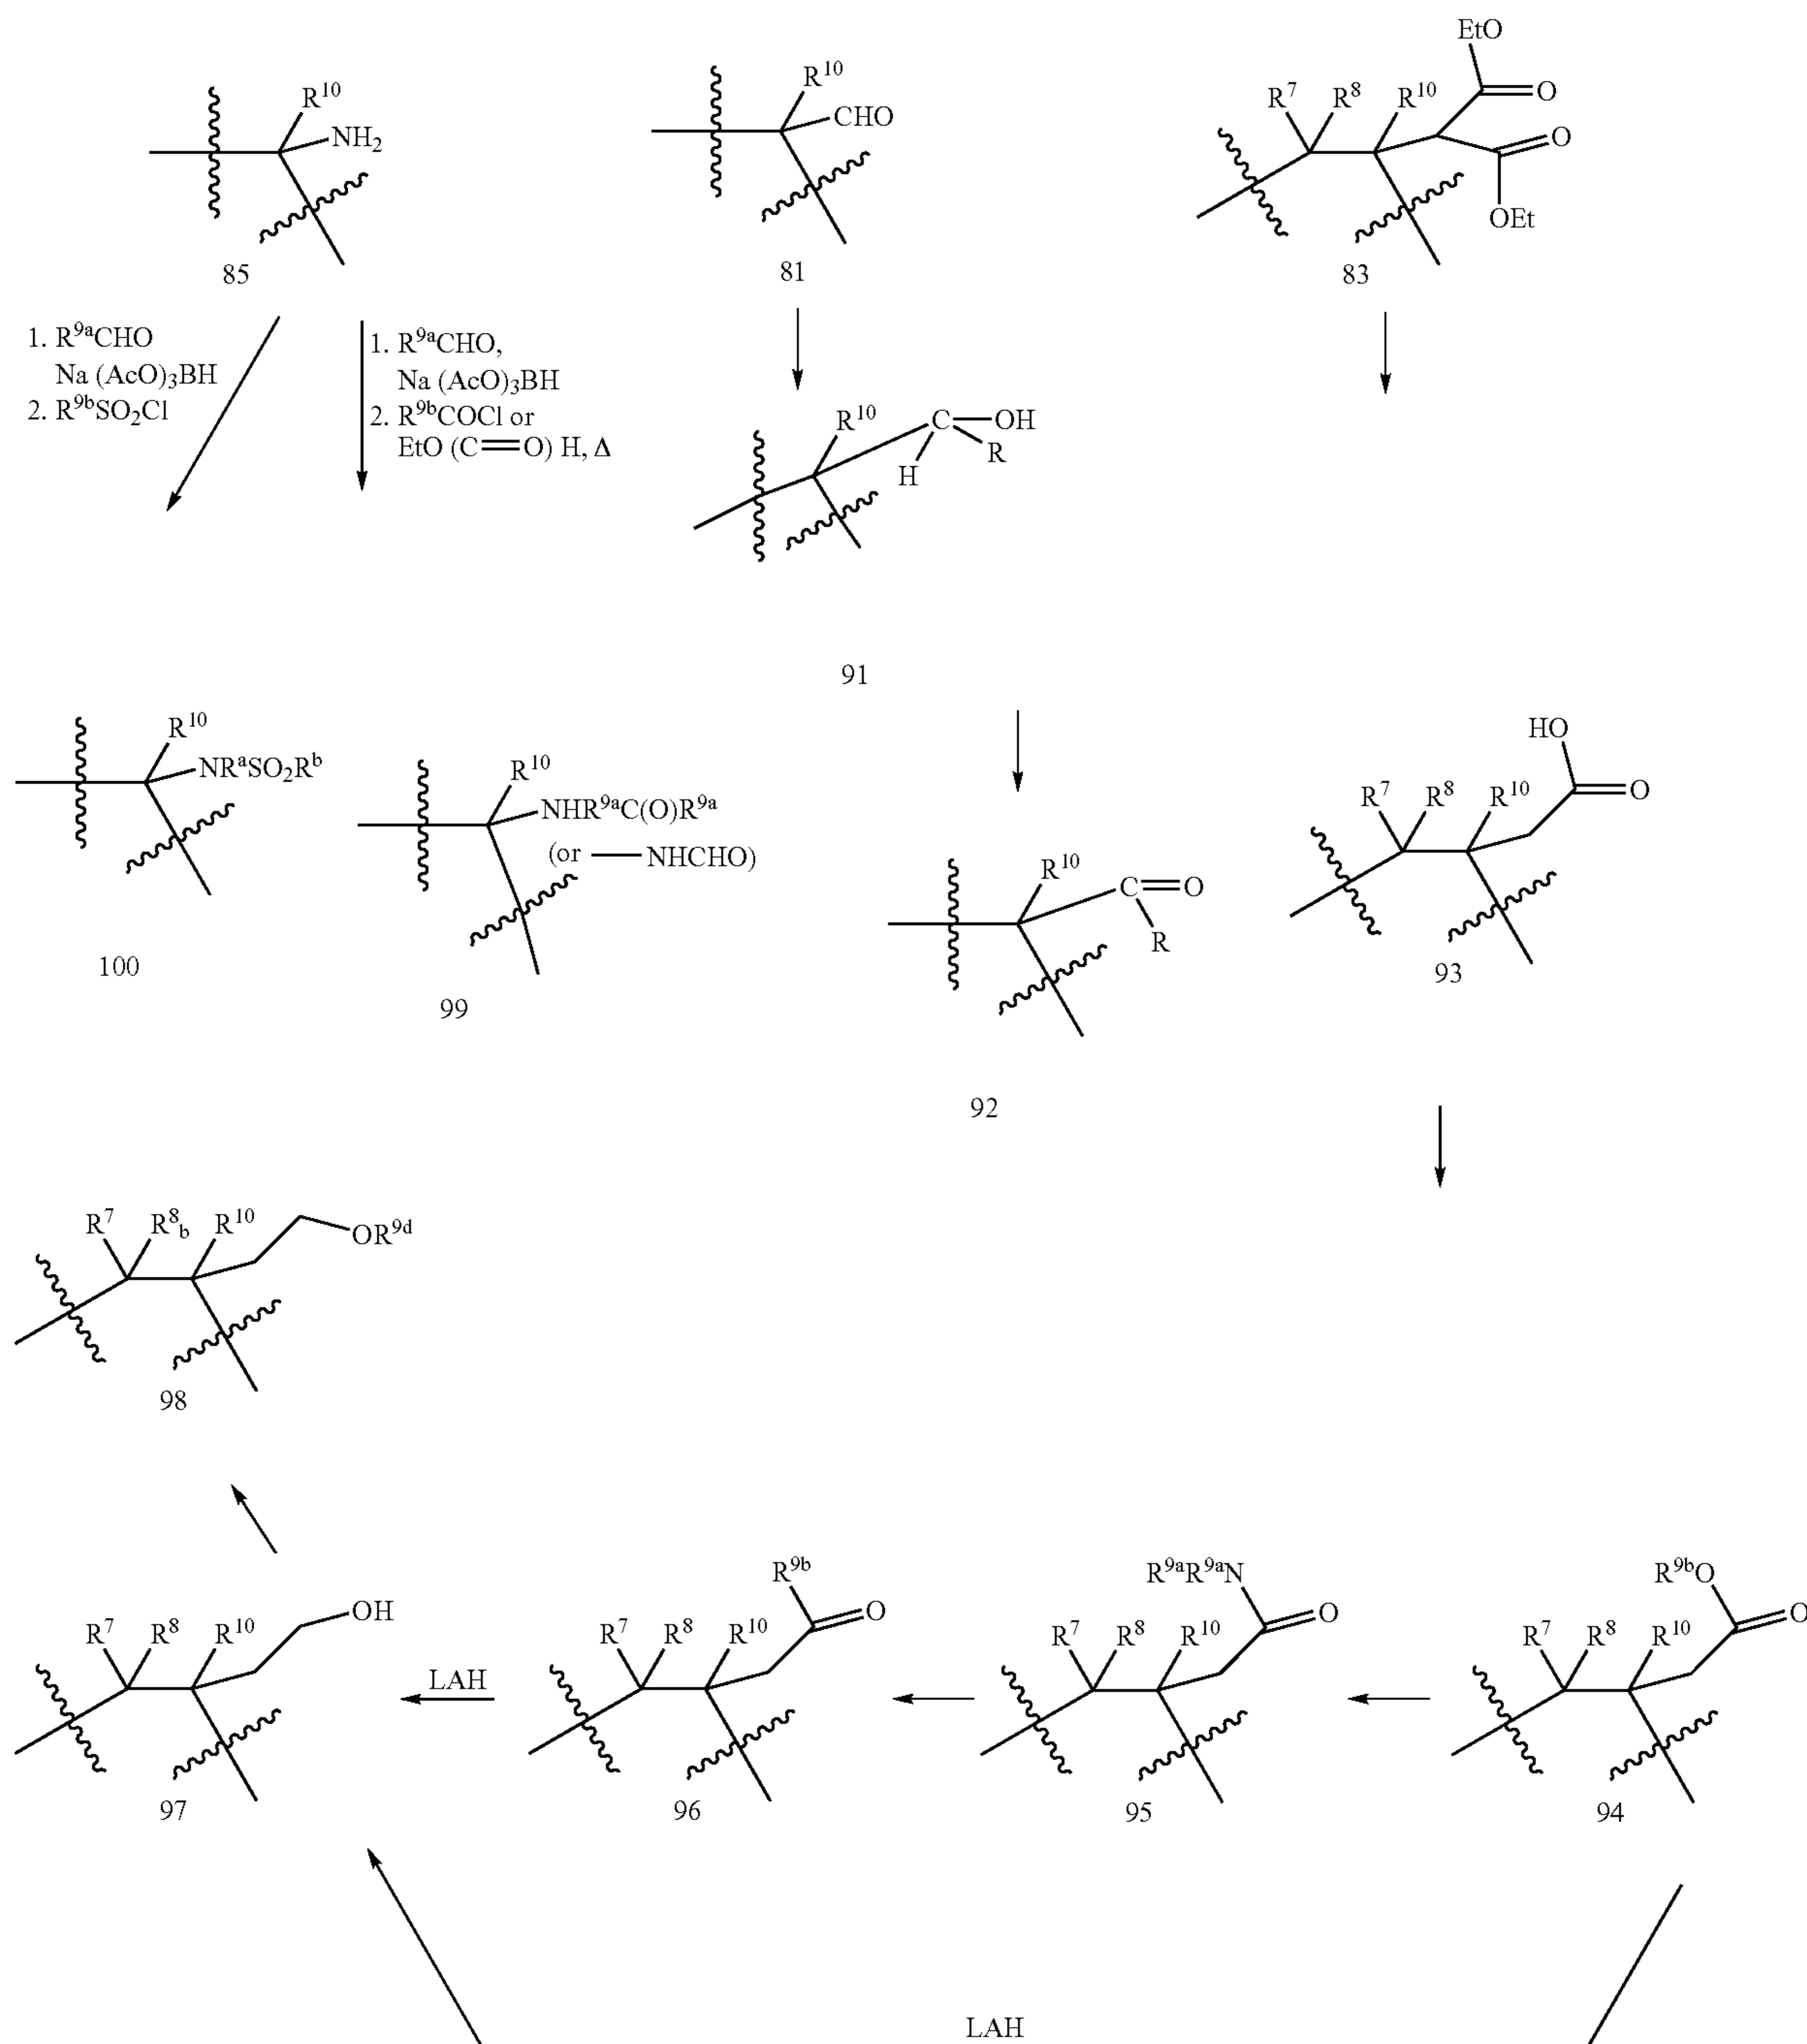 EtO
R10
NH2
85
R10
CHO
81
R7 R8 R10
O
O
OEt
83
1. R9aCHO
Na (AcO)3BH
2. R9bSO2Cl
1. R9aCHO,
Na (AcO)3BH
2. R9bCOCl or
EtO (C=O) H, Δ
R10
C OH
R
H
91
R10
NRaSO2Rb
100
R10
NHR9aC(O)R9a
(or — NHCHO)
99
R10
C=O
R
92
HO
R7 R8 R10
O
93
R7 R8b R10
OR9d
98
R7 R8 R10
OH
97
LAH
R9b
R7 R8 R10
O
96
R9aR9aN
R7 R8 R10
O
95
R9bO
R7 R8 R10
O
94
LAH